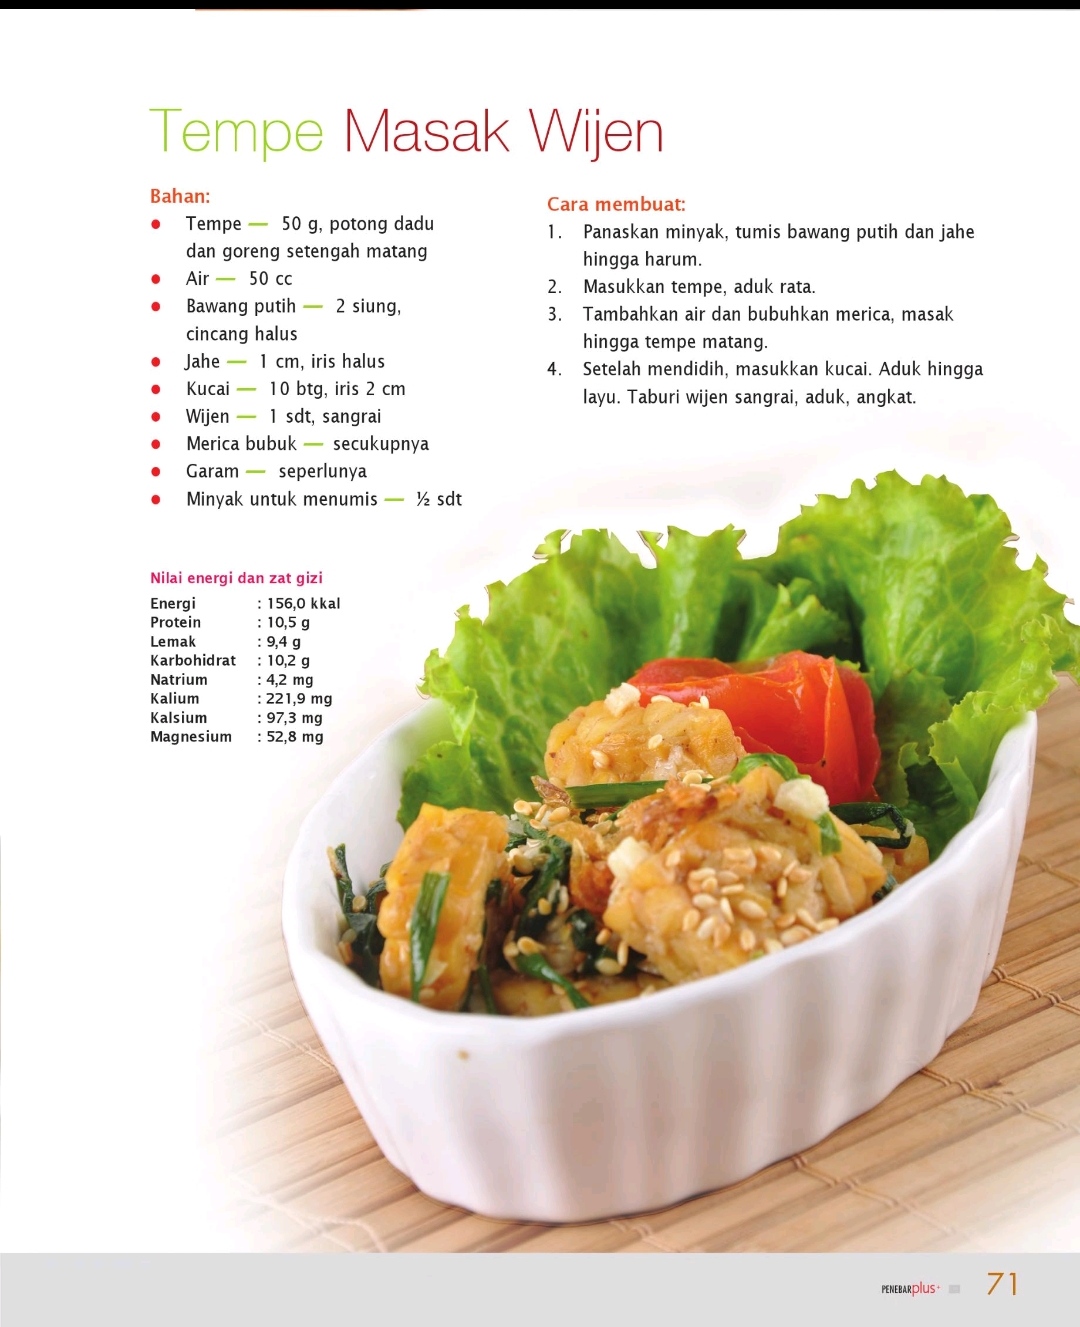 Tempe Masak Wijen
Bahan:
• Tempe — 50 g, potong dadu
dan goreng setengah matang
• Air — 50 cc
• Bawang putih — 2 siung,
cincang halus
• Jahe — 1 cm, iris halus
• Kucai — 10 btg, iris 2 cm
• Wijen — 1 sdt, sangrai
• Merica bubuk — secukupnya
• Garam — seperlunya
• Minyak untuk menumis — ½ sdt
Cara membuat:
1. Panaskan minyak, tumis bawang putih dan jahe
hingga harum.
2. Masukkan tempe, aduk rata.
3. Tambahkan air dan bubuhkan merica, masak
hingga tempe matang.
4. Setelah mendidih, masukkan kucai. Aduk hingga
layu. Taburi wijen sangrai, aduk, angkat.
Nilai energi dan zat gizi
Energi : 156,0 kkal
Protein : 10,5 g
Lemak : 9,4 g
Karbohidrat : 10,2 g
Natrium : 4,2 mg
Kalium : 221,9 mg
Kalsium : 97,3 mg
Magnesium : 52,8 mg
PENEBAR plus+ 71